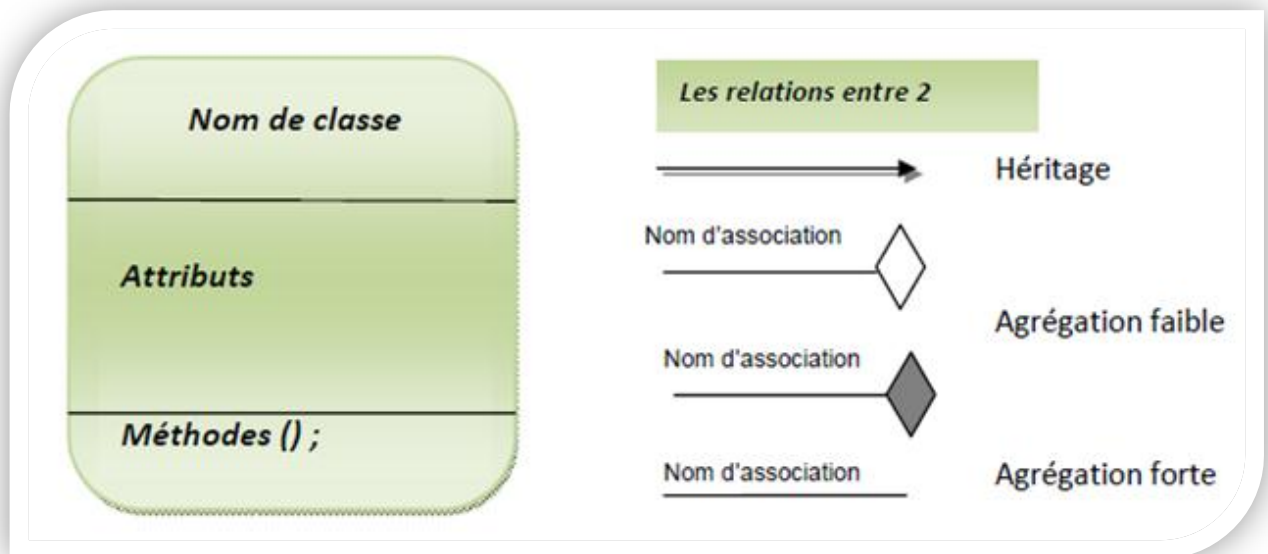 Nom de classe
Attributs
Méthodes () ;
Les relations entre 2
Héritage
Nom d'association
Agrégation faible
Nom d'association
Nom d'association
Agrégation forte